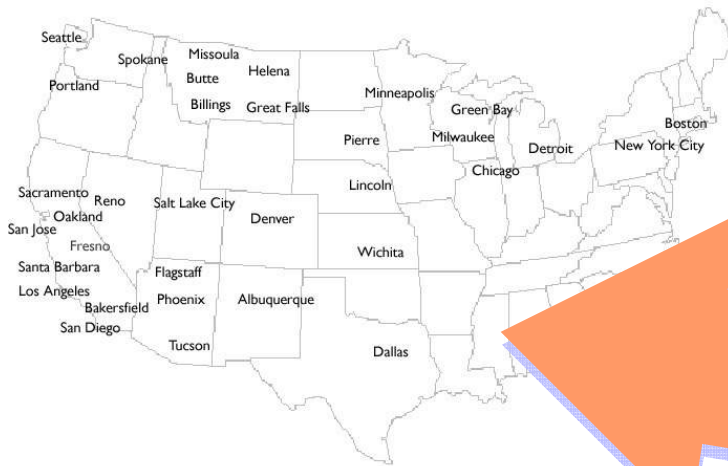 Seattle
Spokane
Missoula
Helena
Butte
Portland
Billings
Great Falls
Minneapolis
Green Bay
Boston
Pierre
Milwaukee
Detroit
New York City
Chicago
Lincoln
Sacramento
Reno
Salt Lake City
Oakland
Denver
San Jose
Fresno
Wichita
Santa Barbara
Flagstaff
Los Angeles
Phoenix
Albuquerque
Bakersfield
San Diego
Tucson
Dallas